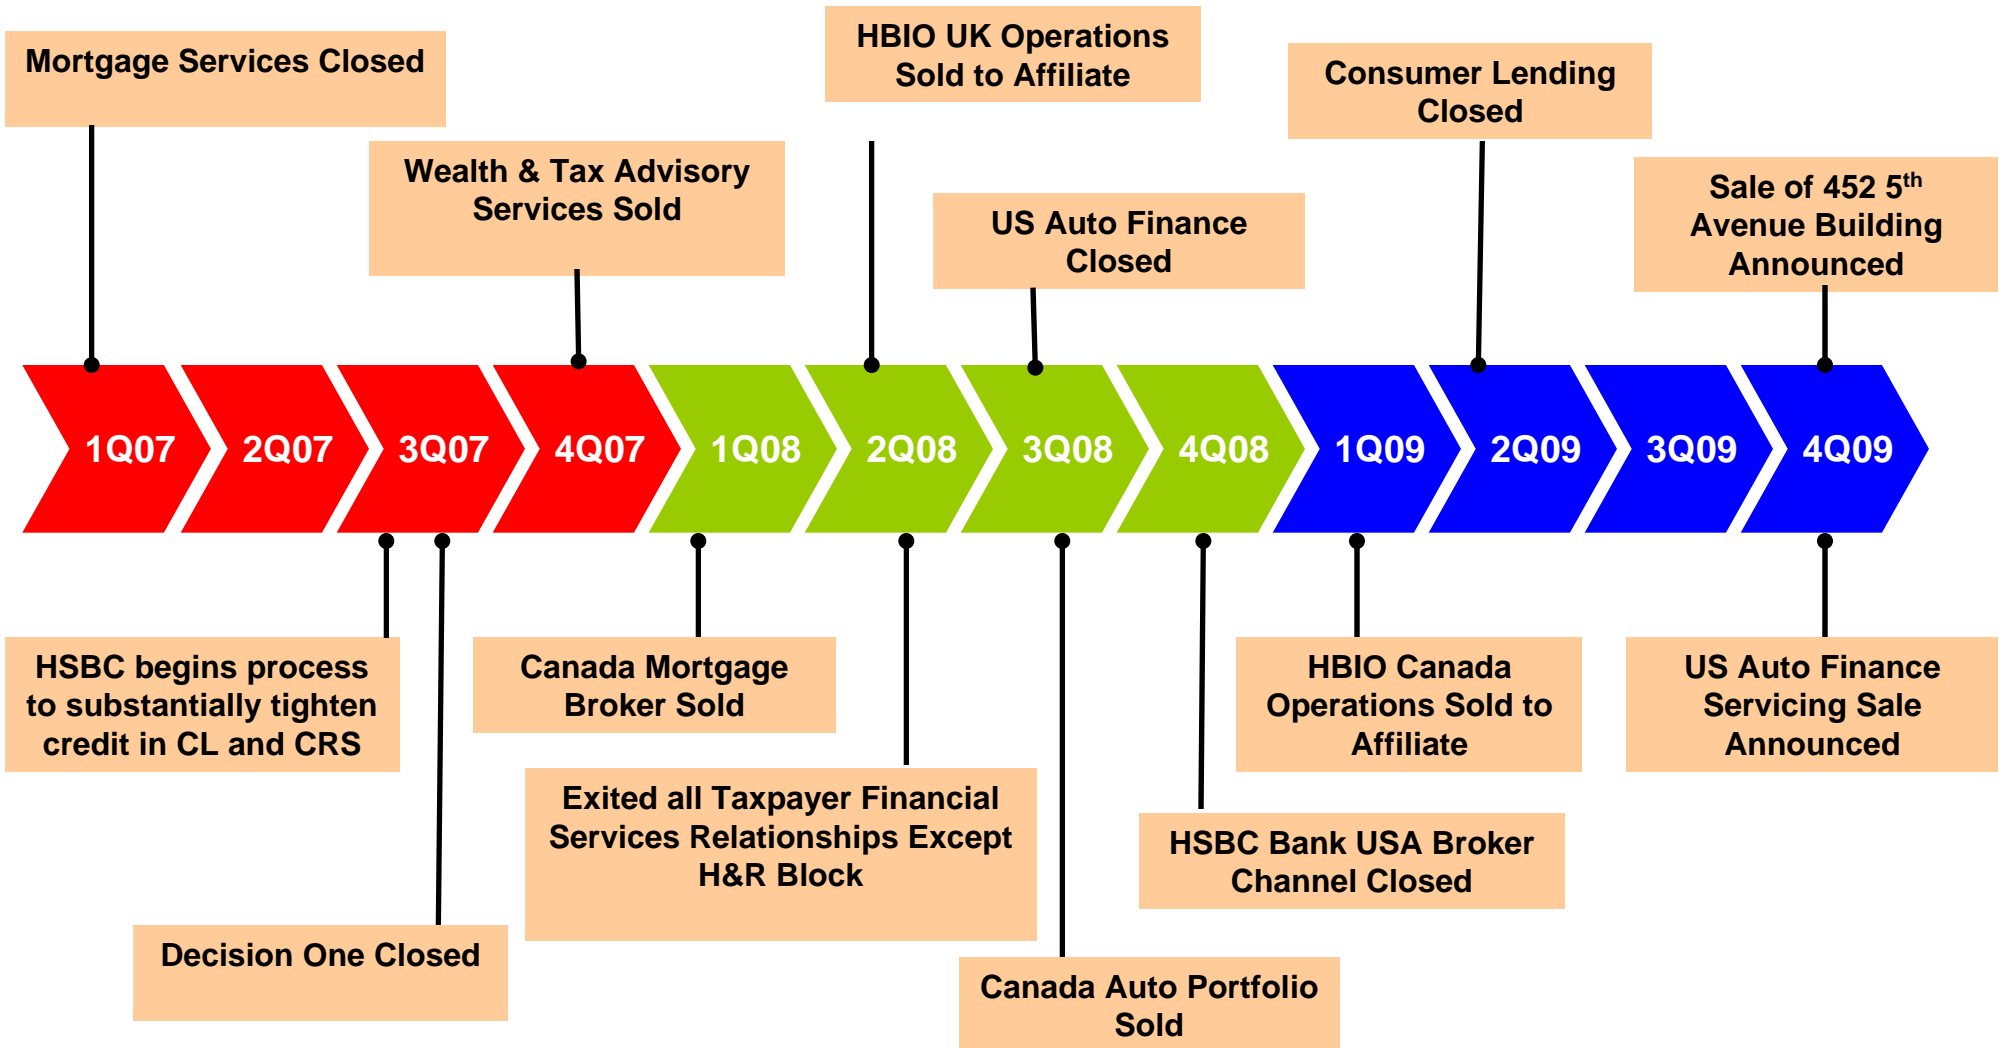 Mortgage Services Closed
HBIO UK Operations
Sold to Affiliate
Consumer Lending
Closed
Wealth & Tax Advisory
Services Sold
US Auto Finance
Closed
Sale of 452 5th
Avenue Building
Announced
1Q07
2Q07
3Q07
4Q07
1Q08
2Q08
3Q08
4Q08
1Q09
2Q09
3Q09
4Q09
HSBC begins process
to substantially tighten
credit in CL and CRS
Canada Mortgage
Broker Sold
HBIO Canada
Operations Sold to
Affiliate
US Auto Finance
Servicing Sale
Announced
Exited all Taxpayer Financial
Services Relationships Except
H&R Block
HSBC Bank USA Broker
Channel Closed
Decision One Closed
Canada Auto Portfolio
Sold